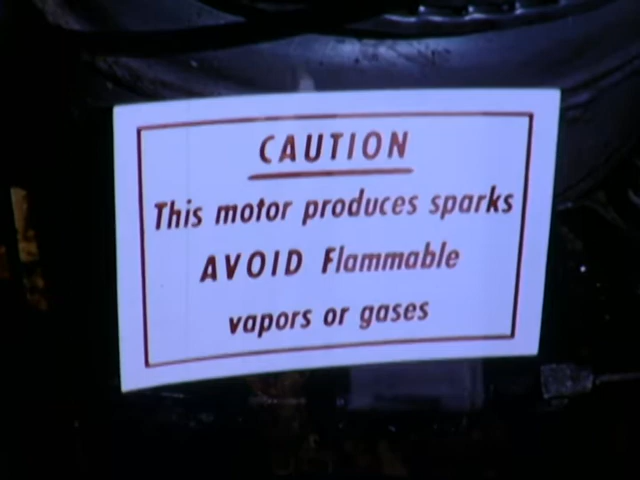 CAUTION
This motor produces sparks
AVOID Flammable
vapors or gases